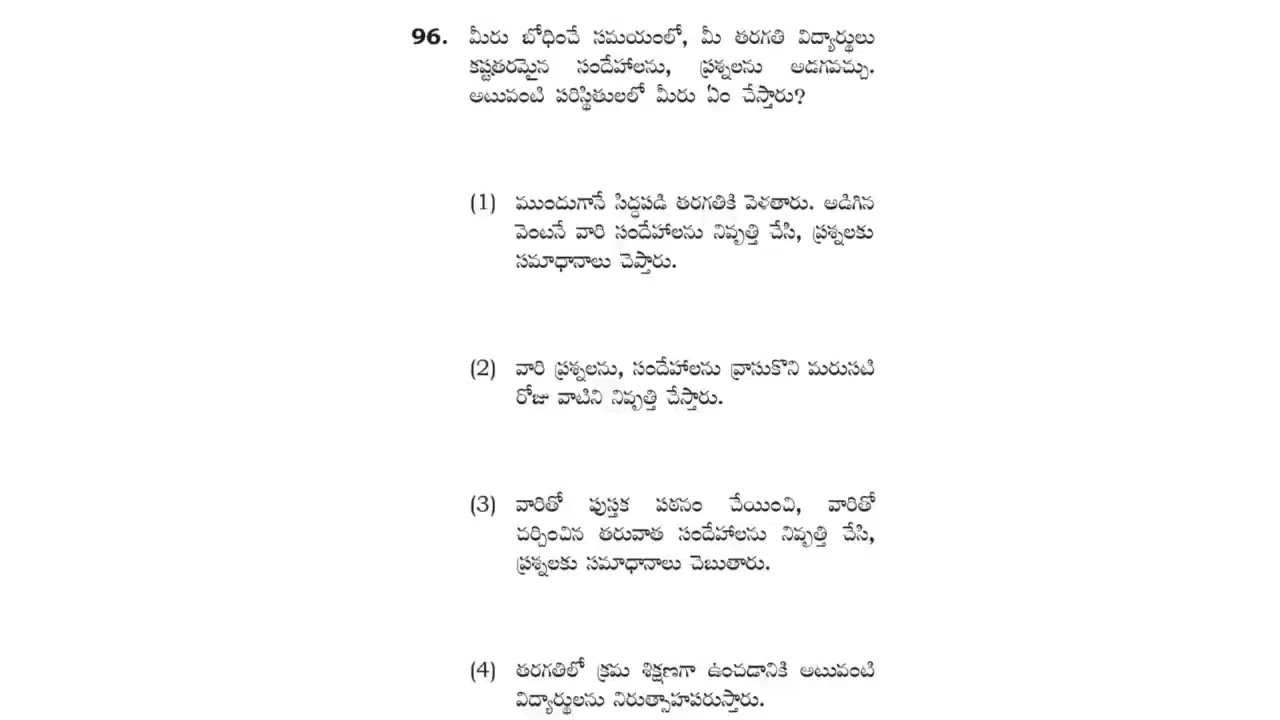 96. మీరు బోధించే సమయంలో, మీ తరగతి విద్యార్థులు
కష్టతరమైన సందేహాలను, ప్రశ్నలను అడగవచ్చు.
అటువంటి పరిస్థితులలో మీరు ఏం చేస్తారు?
(1) ముందుగానే సిద్ధపడి తరగతికి వెళతారు. అడిగిన
వెంటనే వారి సందేహాలను నివృత్తి చేసి, ప్రశ్నలకు
సమాధానాలు చెప్తారు.
(2) వారి ప్రశ్నలను, సందేహాలను వ్రాసుకొని మరుసటి
రోజు వాటిని నివృత్తి చేస్తారు.
(3) వారితో పుస్తక పఠనం చేయించి, వారితో
చర్చించిన తరువాత సందేహాలను నివృత్తి చేసి,
ప్రశ్నలకు సమాధానాలు చెబుతారు.
(4) తరగతిలో క్రమ శిక్షణగా ఉంచడానికి అటువంటి
విద్యార్థులను నిరుత్సాహపరుస్తారు.